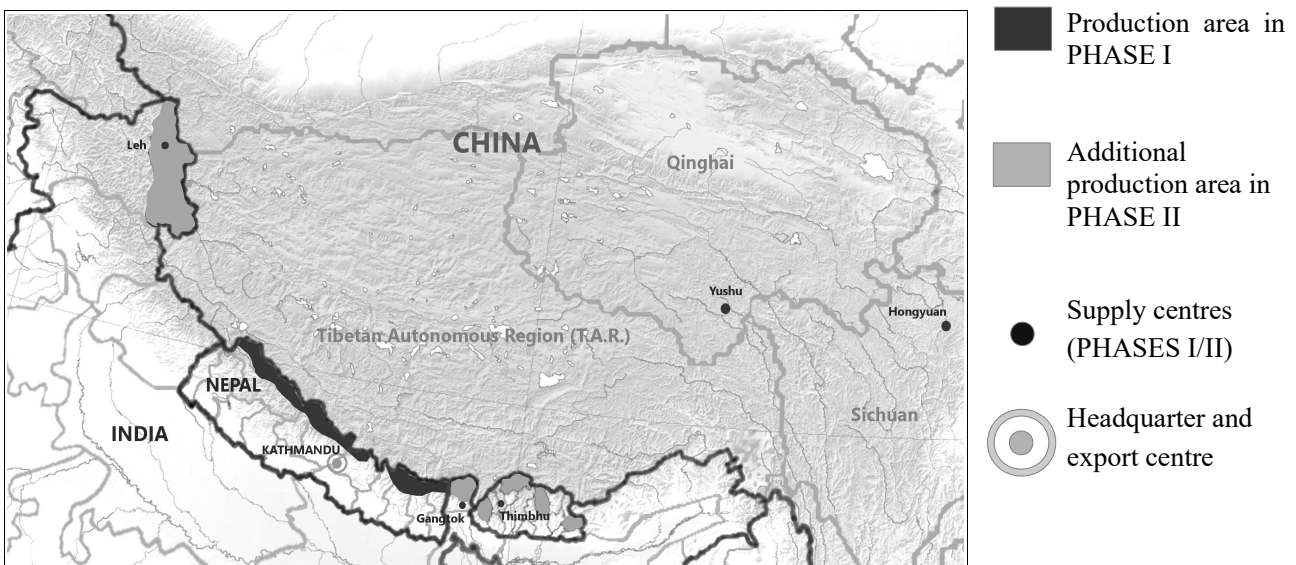 Leh
CHINA
Qinghai
Yushu
Hongyuan
Tibetan Autonomous Region (T.A.R.)
NEPAL
Sichuan
INDIA
KATHMANDU
Gangtok
Thimbhu
Production area in
PHASE I
Additional
production area in
PHASE II
Supply centres
(PHASES I/II)
Headquarter and
export centre